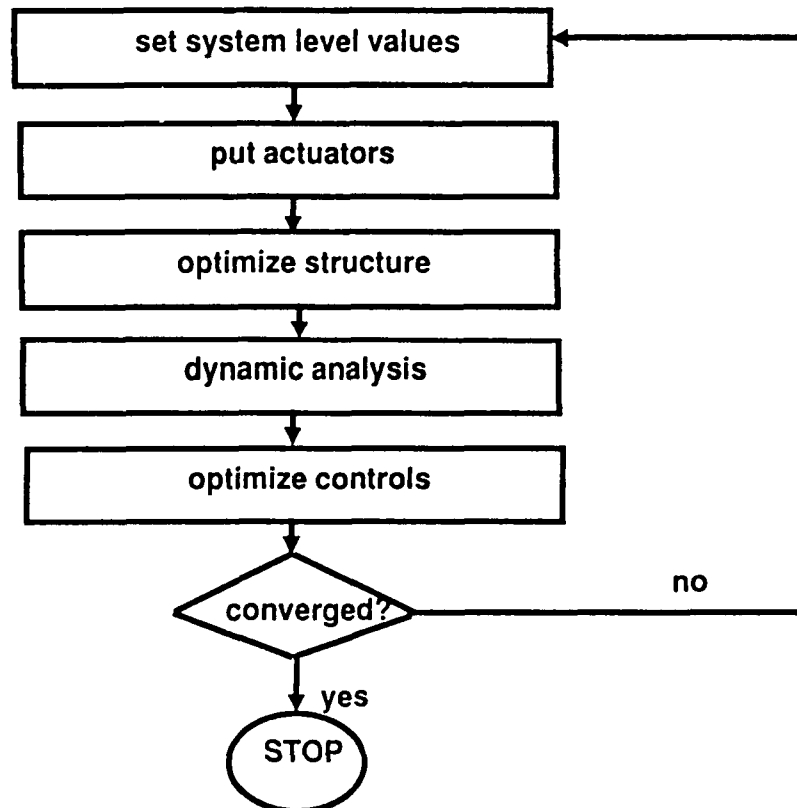 set system level values
put actuators
optimize structure
dynamic analysis
optimize controls
converged?
no
yes
STOP